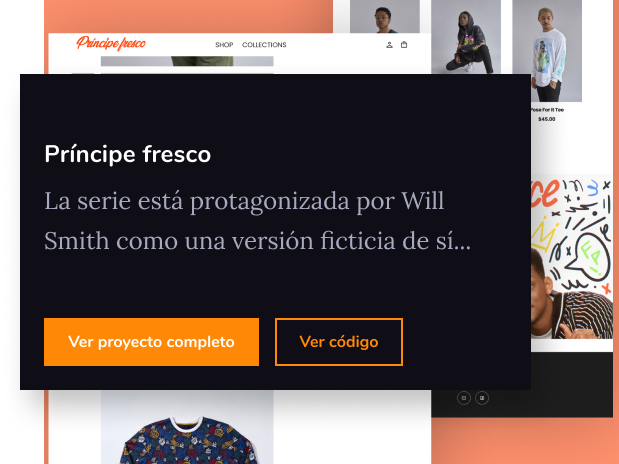 Príncipe fresco
SHOP COLLECTIONS
Pose For It Tee
$45.00
Príncipe fresco
La serie está protagonizada por Will
Smith como una versión ficticia de sí...
Ver proyecto completo
Ver código